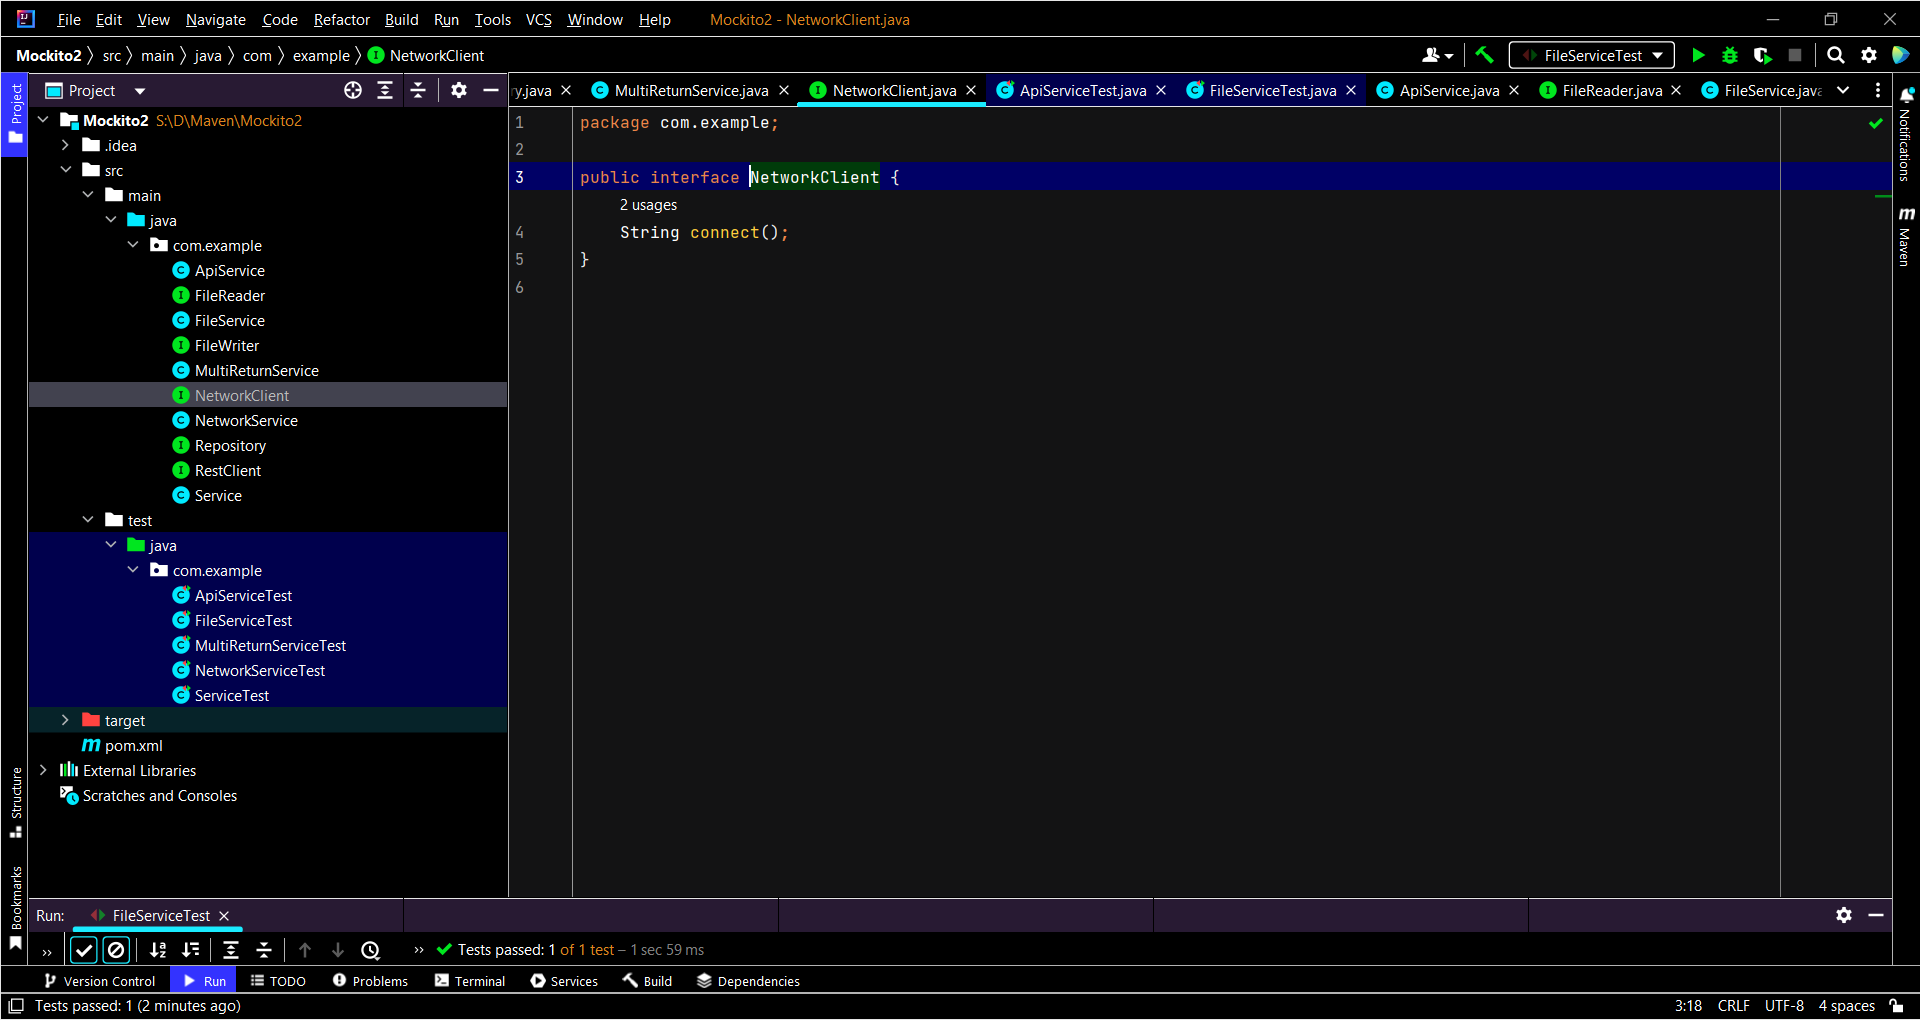 File Edit View Navigate Code Refactor Build Run Tools VCS Window Help Mockito2 - NetworkClient.java
Mockito2 src main java com example NetworkClient FileServiceTest
Project
ry.java MultiReturnService.java NetworkClient.java ApiServiceTest.java FileServiceTest.java ApiService.java FileReader.java FileService.java
Project
Mockito2 S:\D\Maven\Mockito2
.idea
src
main
java
com.example
ApiService
FileReader
FileService
FileWriter
MultiReturnService
NetworkClient
NetworkService
Repository
RestClient
Service
test
java
com.example
ApiServiceTest
FileServiceTest
MultiReturnServiceTest
NetworkServiceTest
ServiceTest
target
pom.xml
External Libraries
Scratches and Consoles
Structure
Bookmarks
1 package com.example;
2
3 public interface NetworkClient {
2 usages
4 String connect();
5 }
6
Notifications
Maven
Run: FileServiceTest
Tests passed: 1 of 1 test – 1 sec 59 ms
Version Control Run TODO Problems Terminal Services Build Dependencies
Tests passed: 1 (2 minutes ago) 3:18 CRLF UTF-8 4 spaces